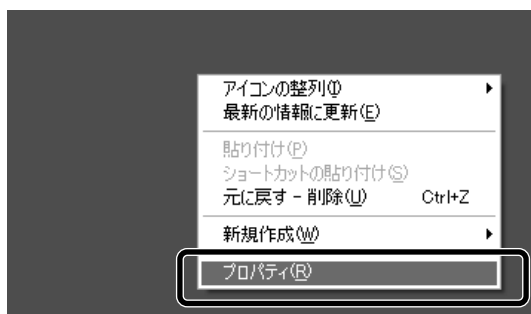 アイコンの整列(I)
最新の情報に更新(E)
貼り付け(P)
ショートカットの貼り付け(S)
元に戻す - 削除(U) Ctrl+Z
新規作成(W)
プロパティ(R)